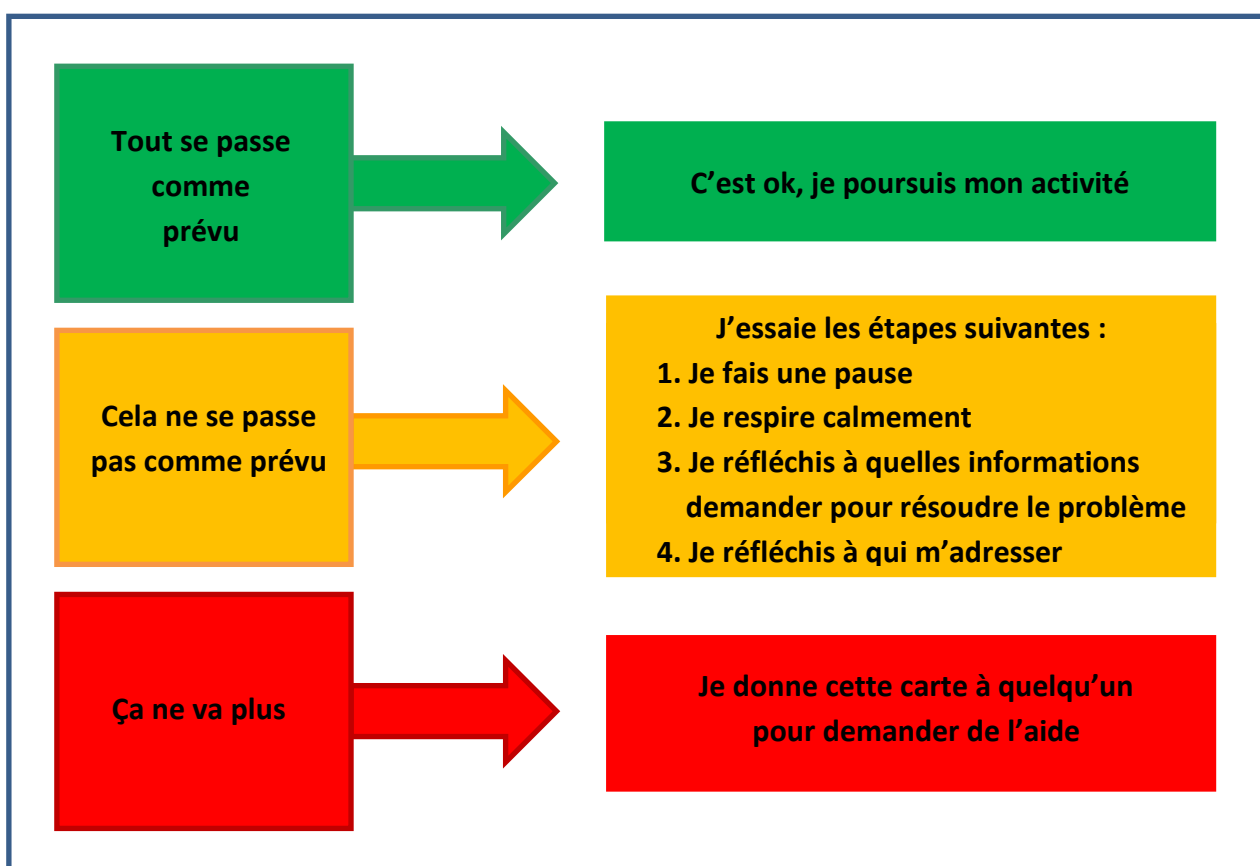 Tout se passe
comme
prévu
C’est ok, je poursuis mon activité
Cela ne se passe
pas comme prévu
J’essaie les étapes suivantes :
1. Je fais une pause
2. Je respire calmement
3. Je réfléchis à quelles informations
demander pour résoudre le problème
4. Je réfléchis à qui m’adresser
Ça ne va plus
Je donne cette carte à quelqu’un
pour demander de l’aide